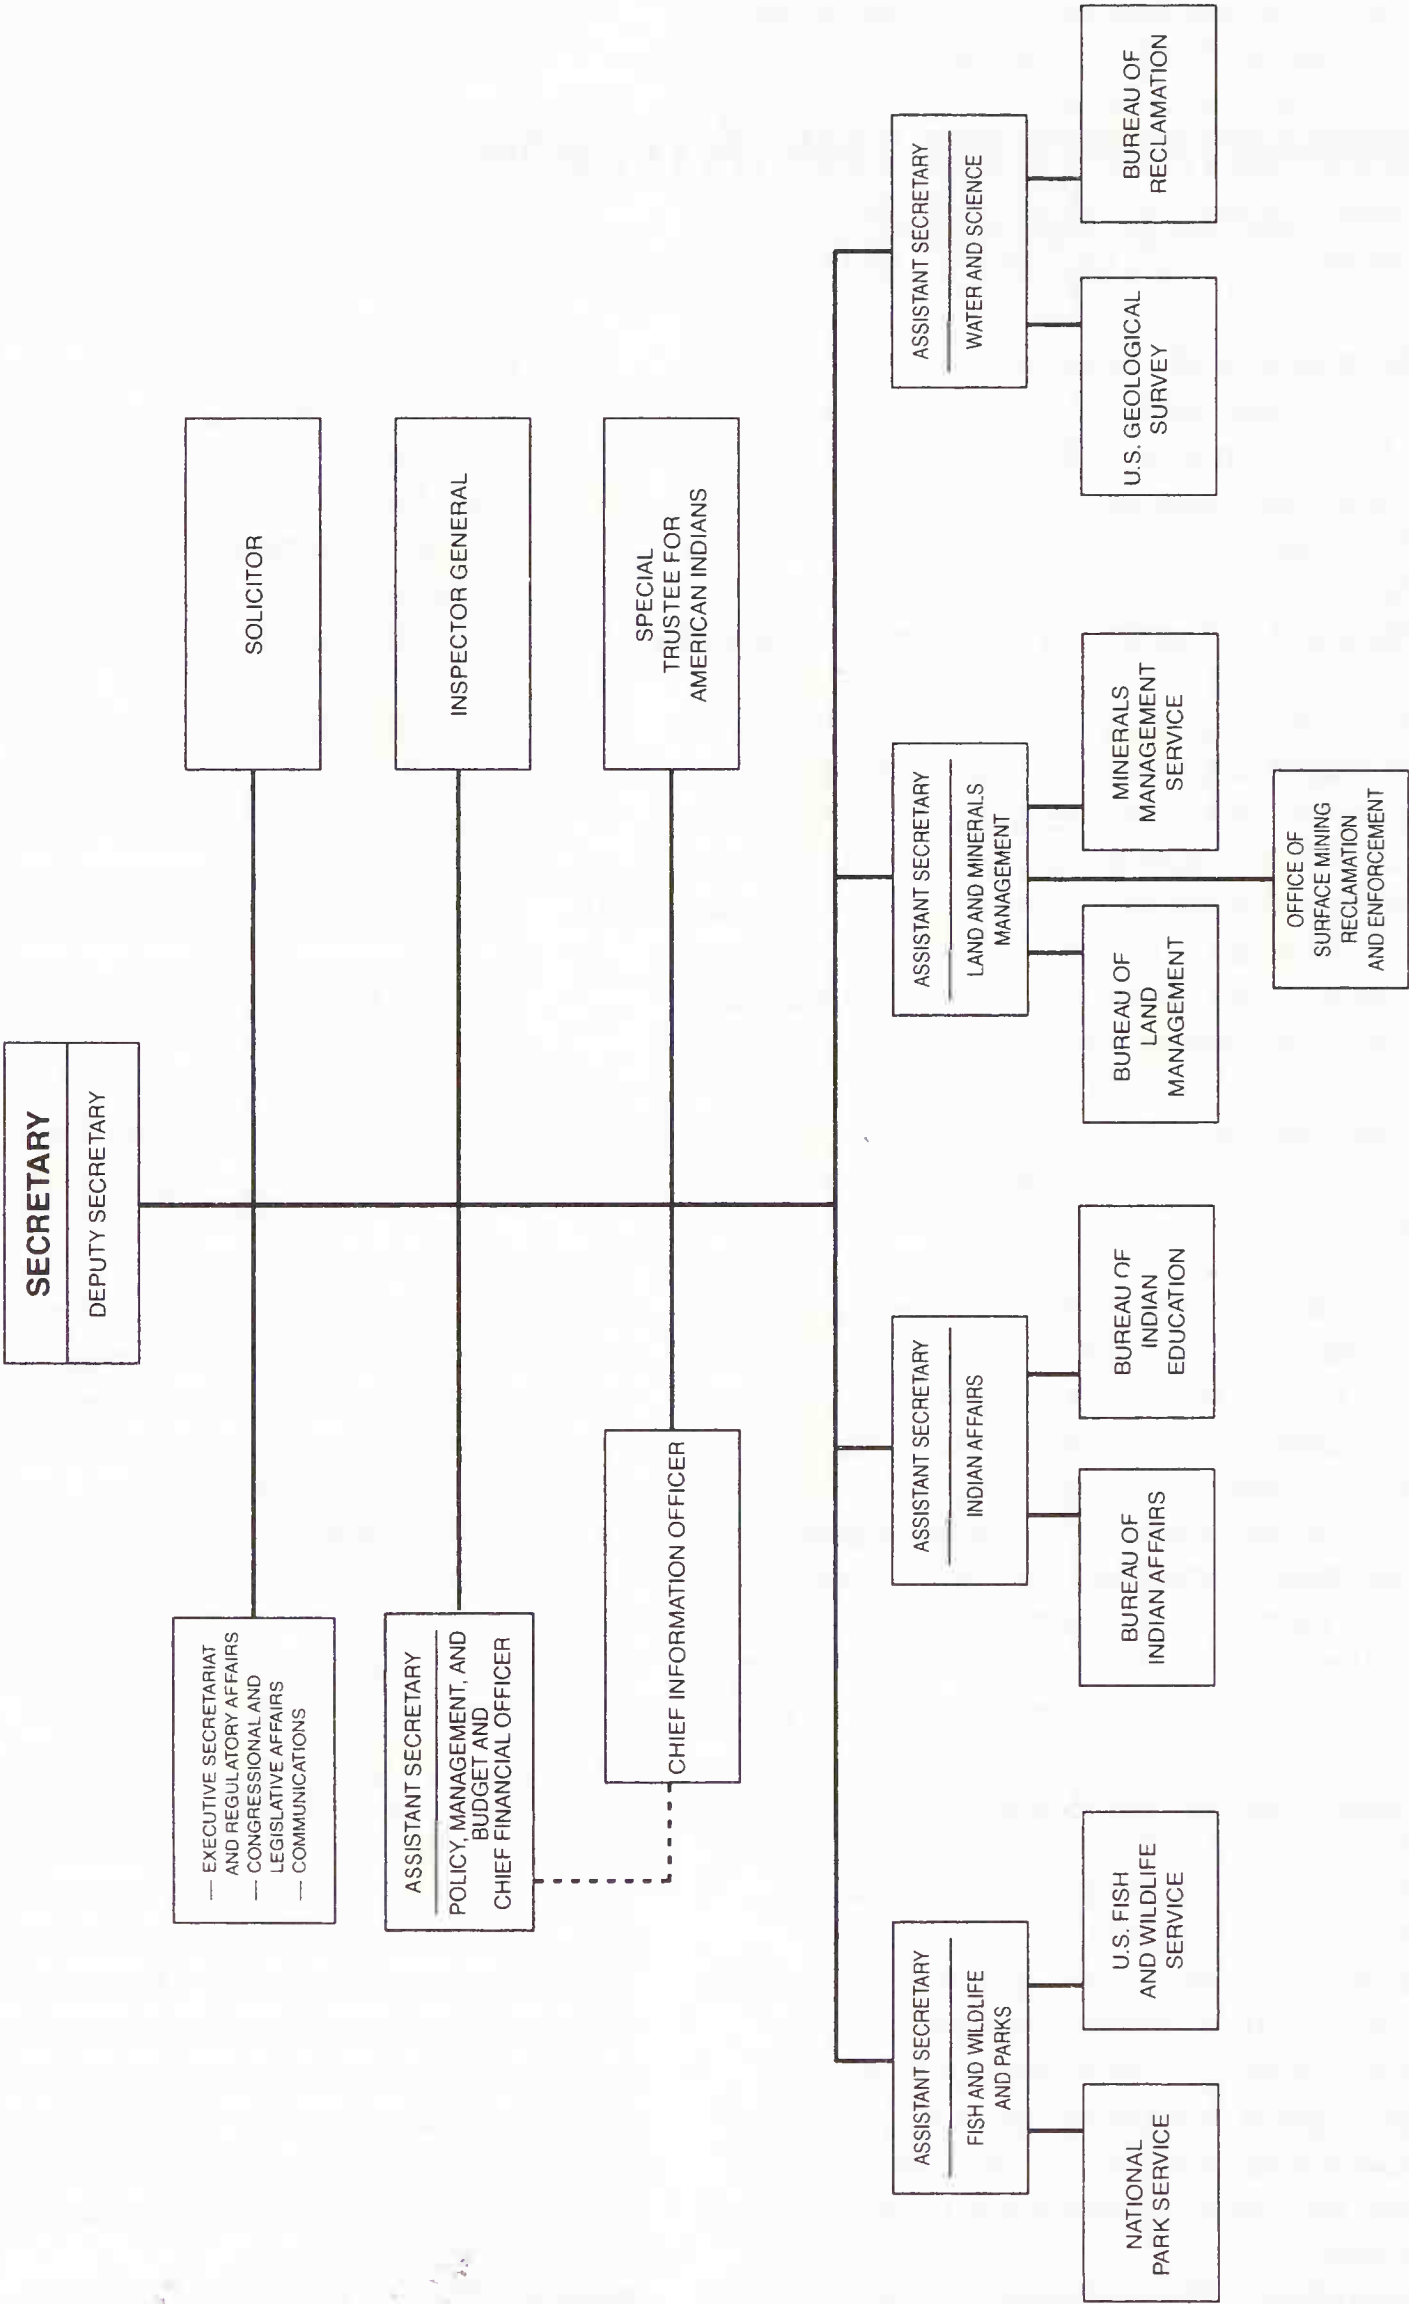 SECRETARY
DEPUTY SECRETARY
— EXECUTIVE SECRETARIAT
AND REGULATORY AFFAIRS
— CONGRESSIONAL AND
LEGISLATIVE AFFAIRS
— COMMUNICATIONS
SOLICITOR
ASSISTANT SECRETARY
POLICY, MANAGEMENT, AND
BUDGET AND
CHIEF FINANCIAL OFFICER
INSPECTOR GENERAL
CHIEF INFORMATION OFFICER
SPECIAL
TRUSTEE FOR
AMERICAN INDIANS
ASSISTANT SECRETARY
FISH AND WILDLIFE
AND PARKS
ASSISTANT SECRETARY
INDIAN AFFAIRS
ASSISTANT SECRETARY
LAND AND MINERALS
MANAGEMENT
ASSISTANT SECRETARY
WATER AND SCIENCE
NATIONAL
PARK SERVICE
U.S. FISH
AND WILDLIFE
SERVICE
BUREAU OF
INDIAN AFFAIRS
BUREAU OF
INDIAN
EDUCATION
BUREAU OF
LAND
MANAGEMENT
MINERALS
MANAGEMENT
SERVICE
U.S. GEOLOGICAL
SURVEY
BUREAU OF
RECLAMATION
OFFICE OF
SURFACE MINING
RECLAMATION
AND ENFORCEMENT